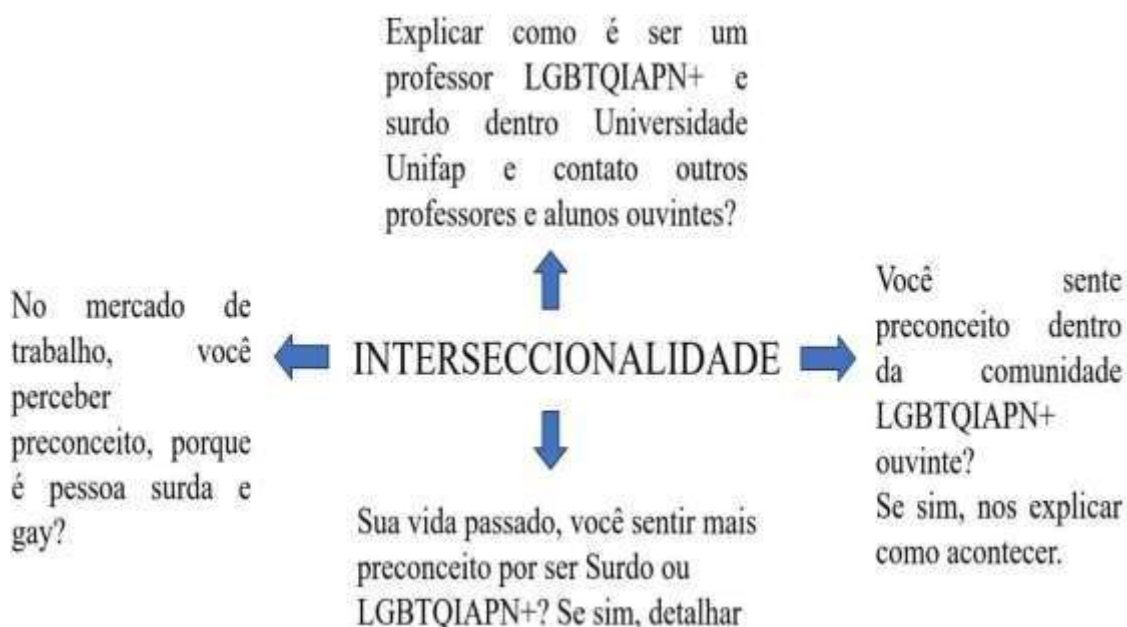 Explicar como é ser um
professor LGBTQIAPN+ e
surdo dentro Universidade
Unifap e contato outros
professores e alunos ouvintes?
No mercado de
trabalho, você
perceber
preconceito, porque
é pessoa surda e
gay?
INTERSECCIONALIDADE
Você sente
preconceito dentro
da comunidade
LGBTQIAPN+
ouvinte?
Se sim, nos explicar
como acontecer.
Sua vida passado, você sentir mais
preconceito por ser Surdo ou
LGBTQIAPN+? Se sim, detalhar